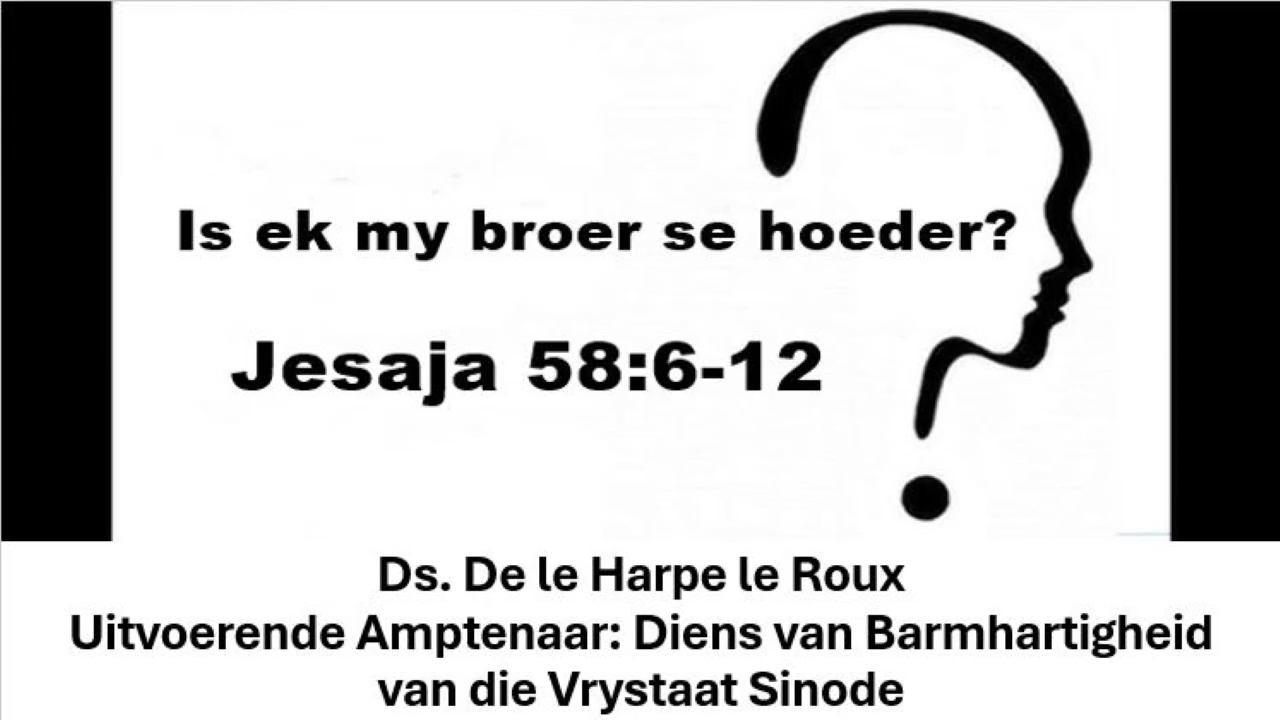 Is ek my broer se hoeder?
Jesaja 58:6-12
Ds. De le Harpe le Roux
Uitvoerende Amptenaar: Diens van Barmhartigheid
van die Vrystaat Sinode